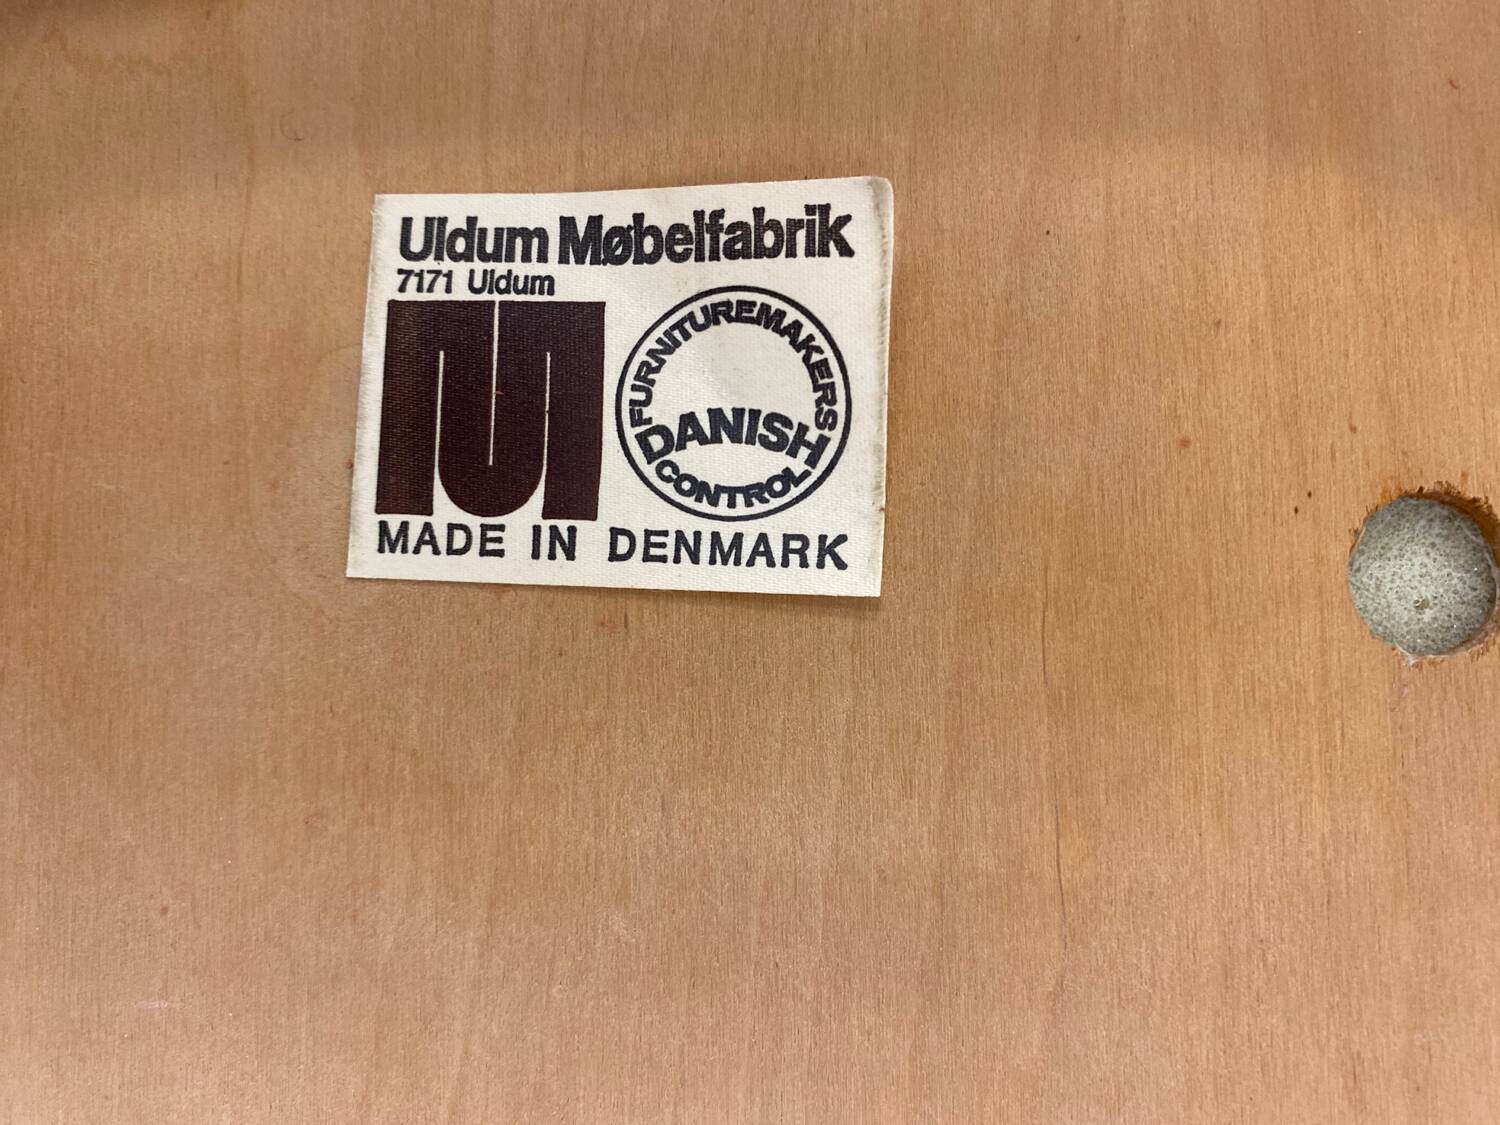 Uldum Møbelfabrik
7171 Uldum
FURNITUREMAKERS
DANISH
CONTROL
MADE IN DENMARK